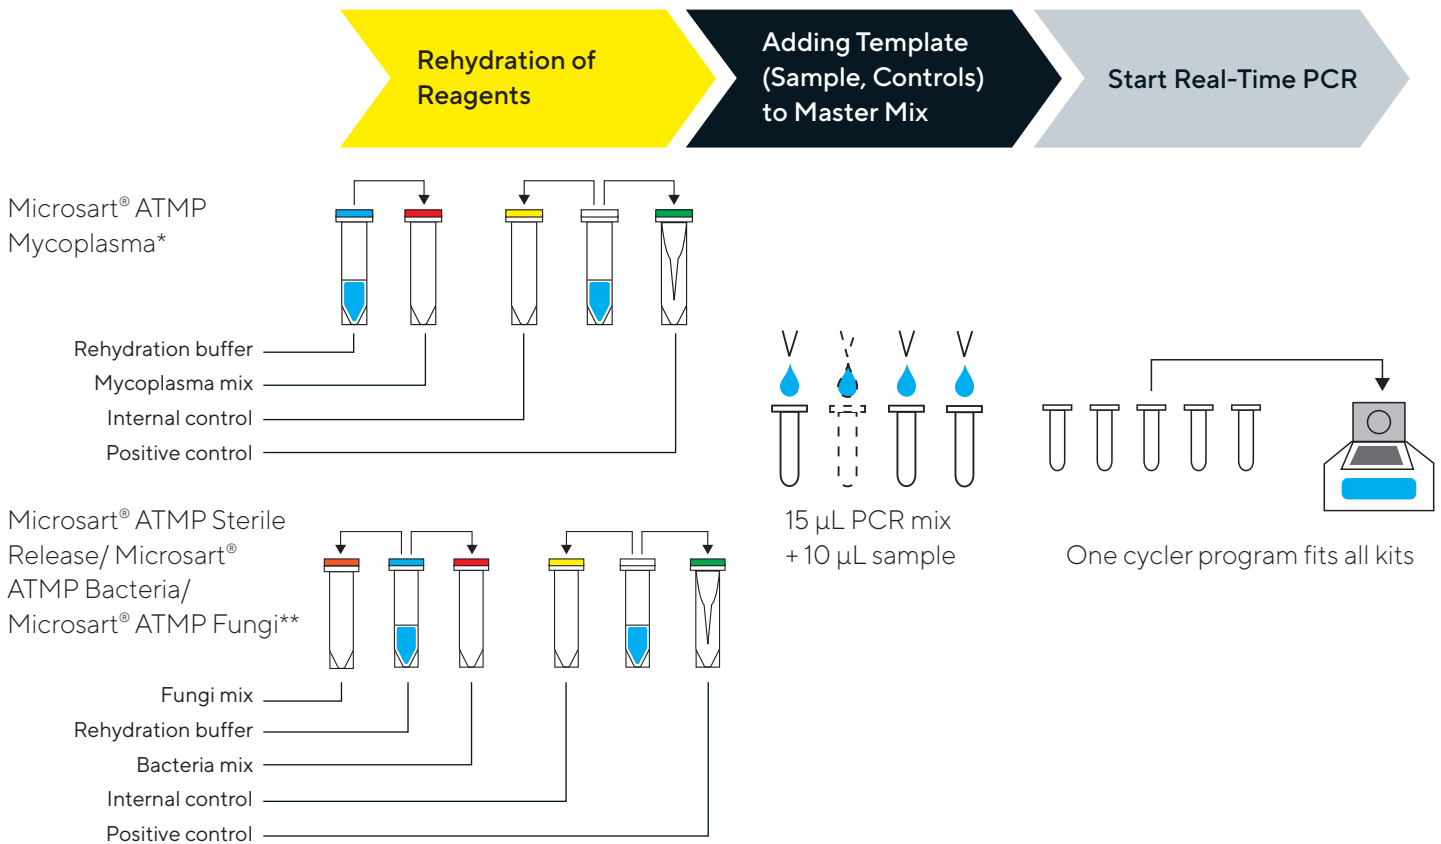 Rehydration of
Reagents
Adding Template
(Sample, Controls)
to Master Mix
Start Real-Time PCR
Microsart® ATMP
Mycoplasma*
Rehydration buffer
Mycoplasma mix
Internal control
Positive control
15 µL PCR mix
+ 10 µL sample
One cycler program fits all kits
Microsart® ATMP Sterile
Release/ Microsart®
ATMP Bacteria/
Microsart® ATMP Fungi**
Fungi mix
Rehydration buffer
Bacteria mix
Internal control
Positive control